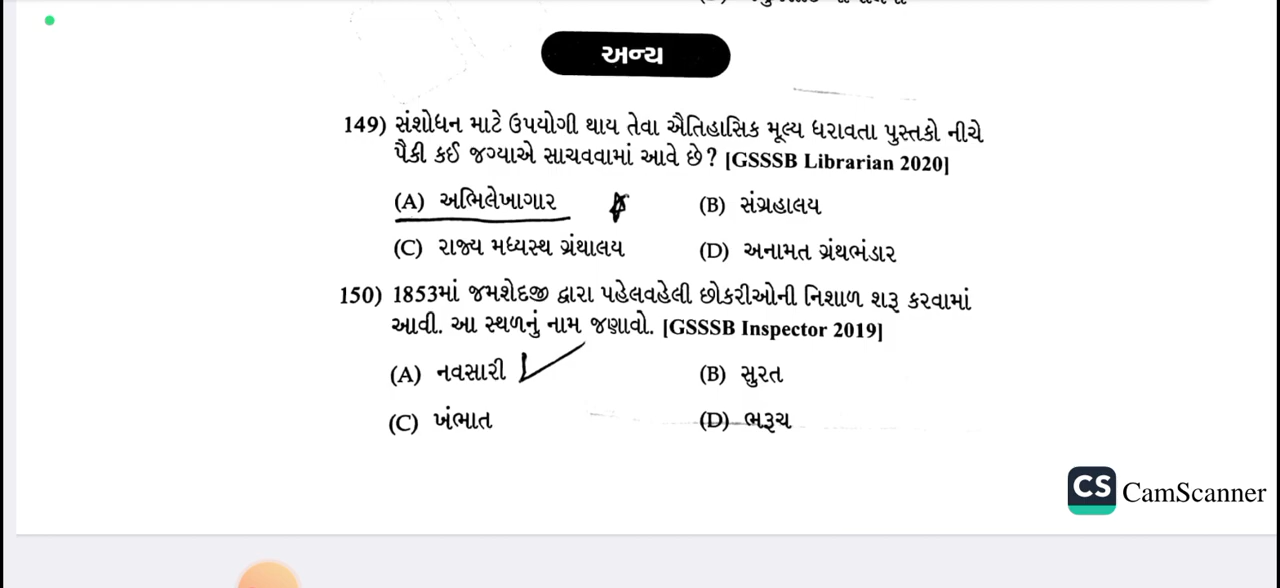 અન્ય
149) સંશોધન માટે ઉપયોગી થાય તેવા ઐતિહાસિક મૂલ્ય ધરાવતા પુસ્તકો નીચે
પૈકી કઈ જગ્યાએ સાચવવામાં આવે છે? [GSSSB Librarian 2020]
(A) અભિલેખાગાર (B) સંગ્રહાલય
(C) રાજ્ય મધ્યસ્થ ગ્રંથાલય (D) અનામત ગ્રંથભંડાર
150) 1853માં જમશેદજી દ્વારા પહેલવહેલી છોકરીઓની નિશાળ શરૂ કરવામાં
આવી. આ સ્થળનું નામ જણાવો. [GSSSB Inspector 2019]
(A) નવસારી (B) સુરત
(C) ખંભાત (D) ભરૂચ
CS CamScanner